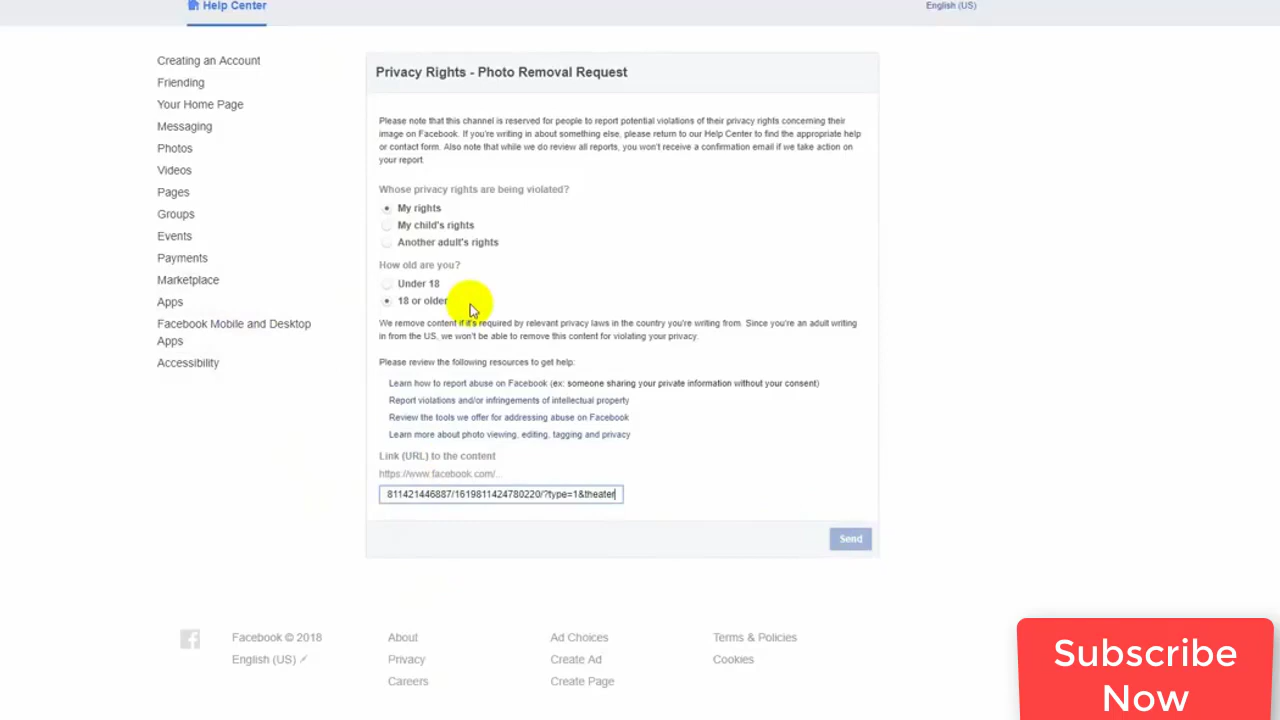 Help Center
English (US)
Creating an Account
Friending
Your Home Page
Messaging
Photos
Videos
Pages
Groups
Events
Payments
Marketplace
Apps
Facebook Mobile and Desktop
Apps
Accessibility
Privacy Rights - Photo Removal Request
Please note that this channel is reserved for people to report potential violations of their privacy rights concerning their
image on Facebook. If you're writing in about something else, please return to our Help Center to find the appropriate help
or contact form. Also note that while we do review all reports, you won't receive a confirmation email if we take action on
your report.
Whose privacy rights are being violated?
My rights
My child's rights
Another adult's rights
How old are you?
Under 18
18 or older
We remove content if it's required by relevant privacy laws in the country you're writing from. Since you're an adult writing
in from the US, we won't be able to remove this content for violating your privacy.
Please review the following resources to get help:
Learn how to report abuse on Facebook (ex: someone sharing your private information without your consent)
Report violations and/or infringements of intellectual property
Review the tools we offer for addressing abuse on Facebook
Learn more about photo viewing, editing, tagging and privacy
Link (URL) to the content
https://www.facebook.com/...
811421446887/1619811424780220/?type=1&theater
Send
Facebook © 2018
English (US)
About
Privacy
Careers
Ad Choices
Create Ad
Create Page
Terms & Policies
Cookies
Subscribe
Now